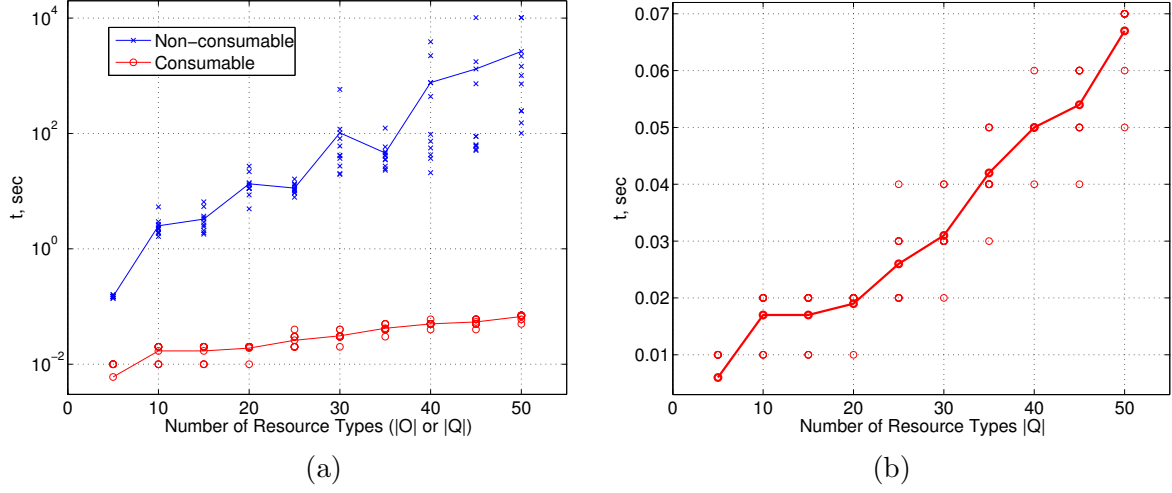 10^4
10^2
10^0
10^-2
t, sec
Non-consumable
Consumable
0 10 20 30 40 50
Number of Resource Types (|O| or |Q|)
(a)
0.07
0.06
0.05
0.04
0.03
0.02
0.01
t, sec
0 10 20 30 40 50
Number of Resource Types |Q|
(b)